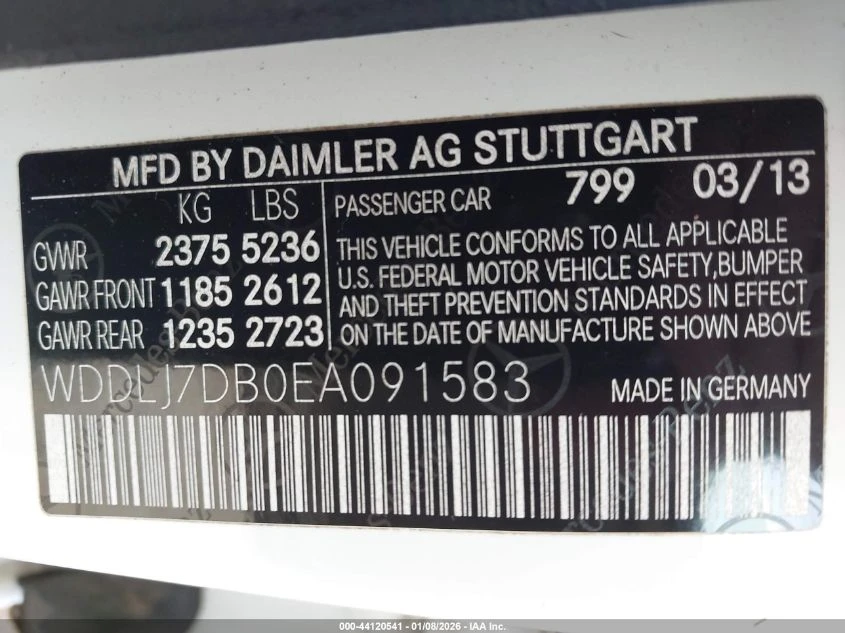 MFD BY DAIMLER AG STUTTGART
KG LBS
PASSENGER CAR 799 03/13
GVWR 2375 5236
GAWR FRONT 1185 2612
GAWR REAR 1235 2723
THIS VEHICLE CONFORMS TO ALL APPLICABLE
U.S. FEDERAL MOTOR VEHICLE SAFETY, BUMPER
AND THEFT PREVENTION STANDARDS IN EFFECT
ON THE DATE OF MANUFACTURE SHOWN ABOVE
WDDLJ7DB0EA091583
MADE IN GERMANY
Mercedes-Benz
000-44120541 - 01/08/2026 - IAA Inc.